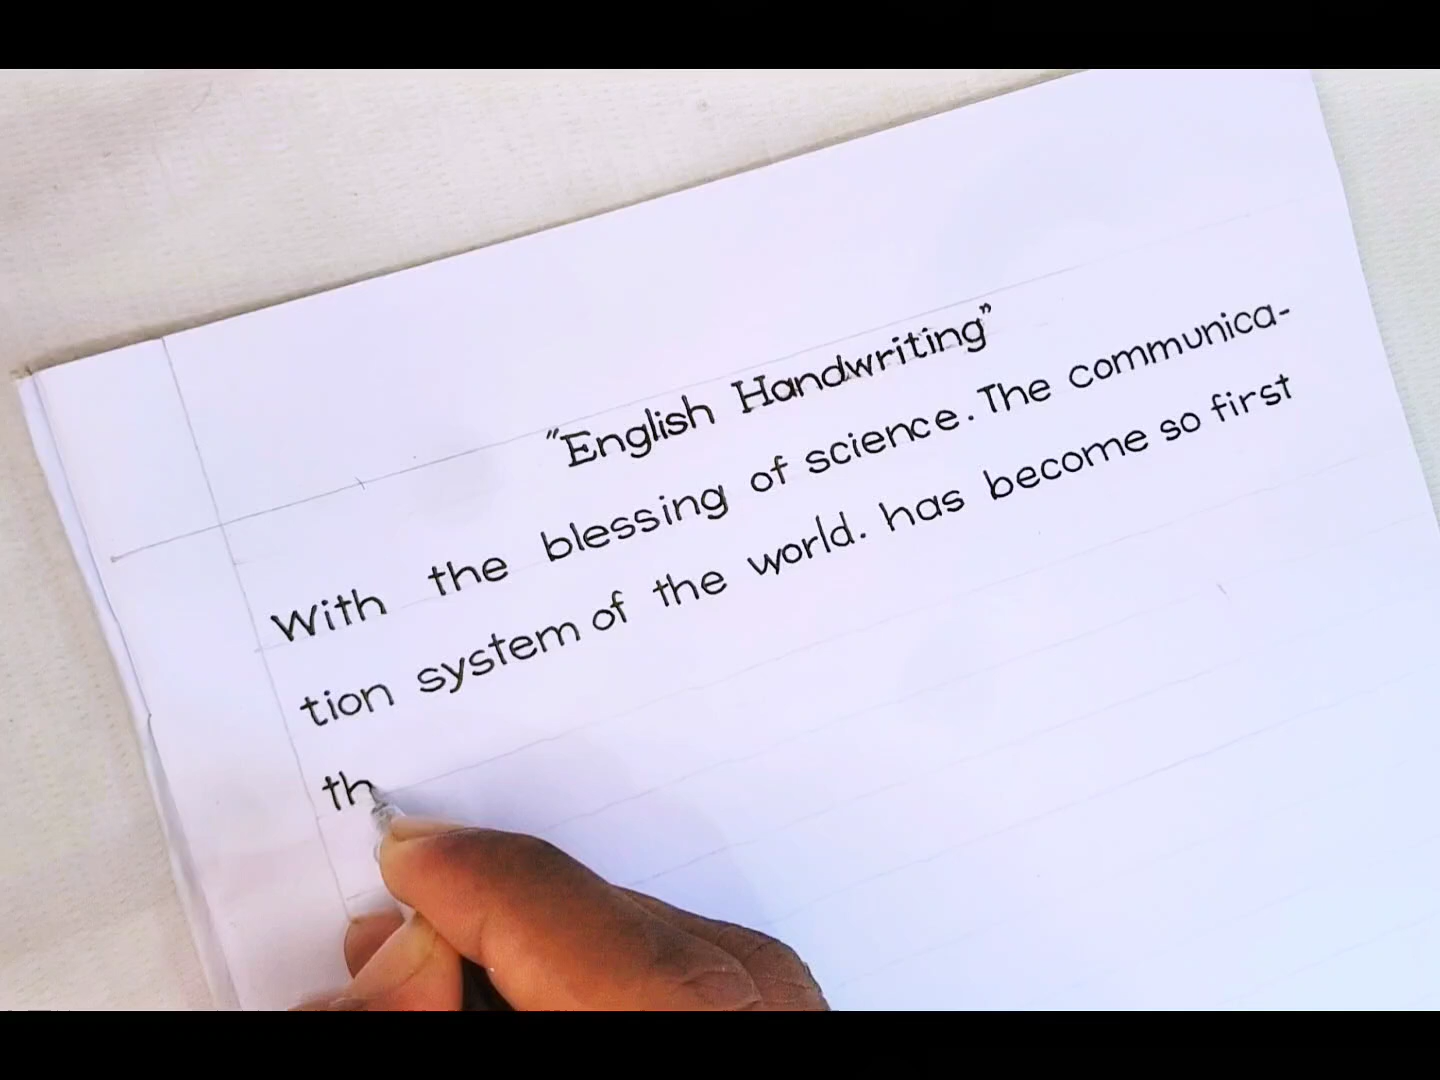 "English Handwriting"
With the blessing of science. The communica-
tion system of the world. has become so first
th